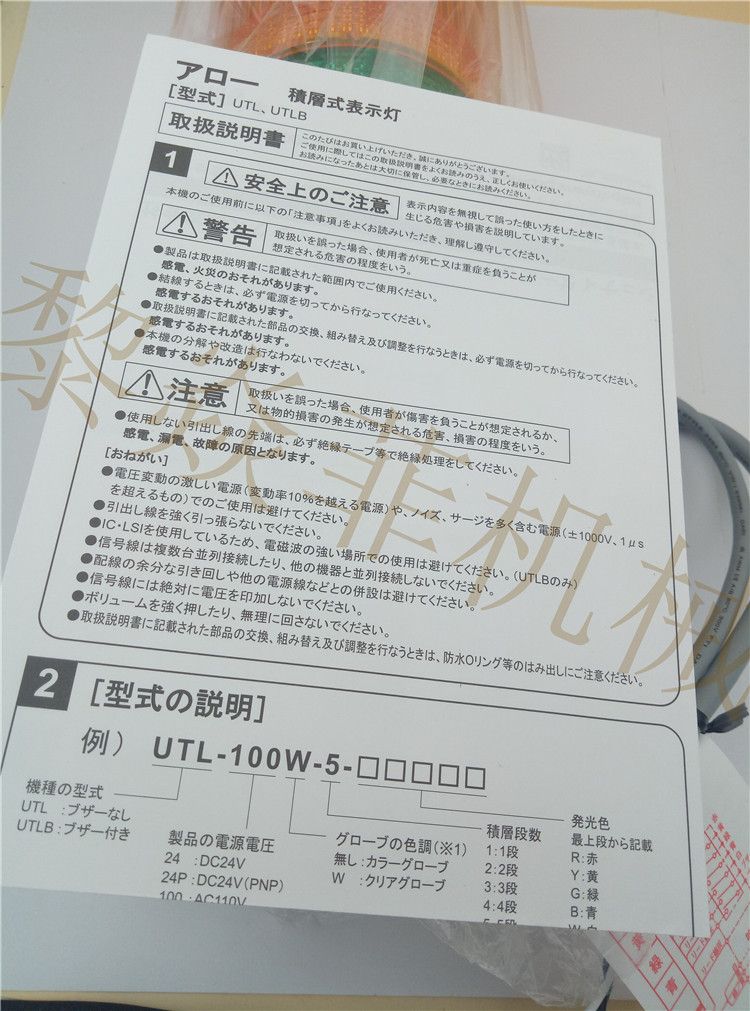 アロー 積層式表示灯
[型式] UTL、UTLB
取扱説明書
このたびはお買い上げいただき、誠にありがとうございます。
ご使用に際してはこの取扱説明書をよくお読みのうえ、正しくお使いください。
お読みになったあとは大切に保管し、必要なときにお読みください。
1
安全上のご注意
表示内容を無視して誤った使い方をしたときに
生じる危害や損害を説明しています。
本機のご使用前に以下の「注意事項」をよくお読みいただき、理解し遵守してください。
警告
取扱いを誤った場合、使用者が死亡又は重症を負うことが
想定される危害の程度をいう。
●製品は取扱説明書に記載された範囲内でご使用ください。
感電、火災のおそれがあります。
●結線するときは、必ず電源を切ってから行なってください。
感電するおそれがあります。
●取扱説明書に記載された部品の交換、組み替え及び調整を行なうときは、必ず電源を切ってから行なってください。
感電するおそれがあります。
●本機の分解や改造は行なわないでください。
感電するおそれがあります。
注意
取扱いを誤った場合、使用者が傷害を負うことが想定されるか、
又は物的損害の発生が想定される危害、損害の程度をいう。
●使用しない引出し線の先端は、必ず絶縁テープ等で絶縁処理をしてください。
感電、漏電、故障の原因となります。
[おねがい]
●電圧変動の激しい電源(変動率10%を越える電源)や、ノイズ、サージを多く含む電源(±1000V、1μs
を超えるもの)でのご使用は避けてください。
●引出し線を強く引っ張らないでください。
●IC・LSIを使用しているため、電磁波の強い場所での使用は避けてください。(UTLBのみ)
●信号線は複数台並列接続したり、他の機器と並列接続しないでください。
●配線の余分な引き回しや他の電源線などとの併設は避けてください。
●信号線には絶対に電圧を印加しないでください。
●ボリュームを強く押したり、無理に回さないでください。
●取扱説明書に記載された部品の交換、組み替え及び調整を行なうときは、防水Oリング等のはみ出しにご注意ください。
2
[型式の説明]
例) UTL-100W-5-□□□□□
機種の型式
UTL :ブザーなし
UTLB:ブザー付き
製品の電源電圧
24 :DC24V
24P:DC24V(PNP)
100 :AC110V
グローブの色調(※1)
無し:カラーグローブ
W :クリアグローブ
積層段数
1:1段
2:2段
3:3段
4:4段
5:5段
発光色
最上段から記載
R:赤
Y:黄
G:緑
B:青
W:白
黄
緑
青